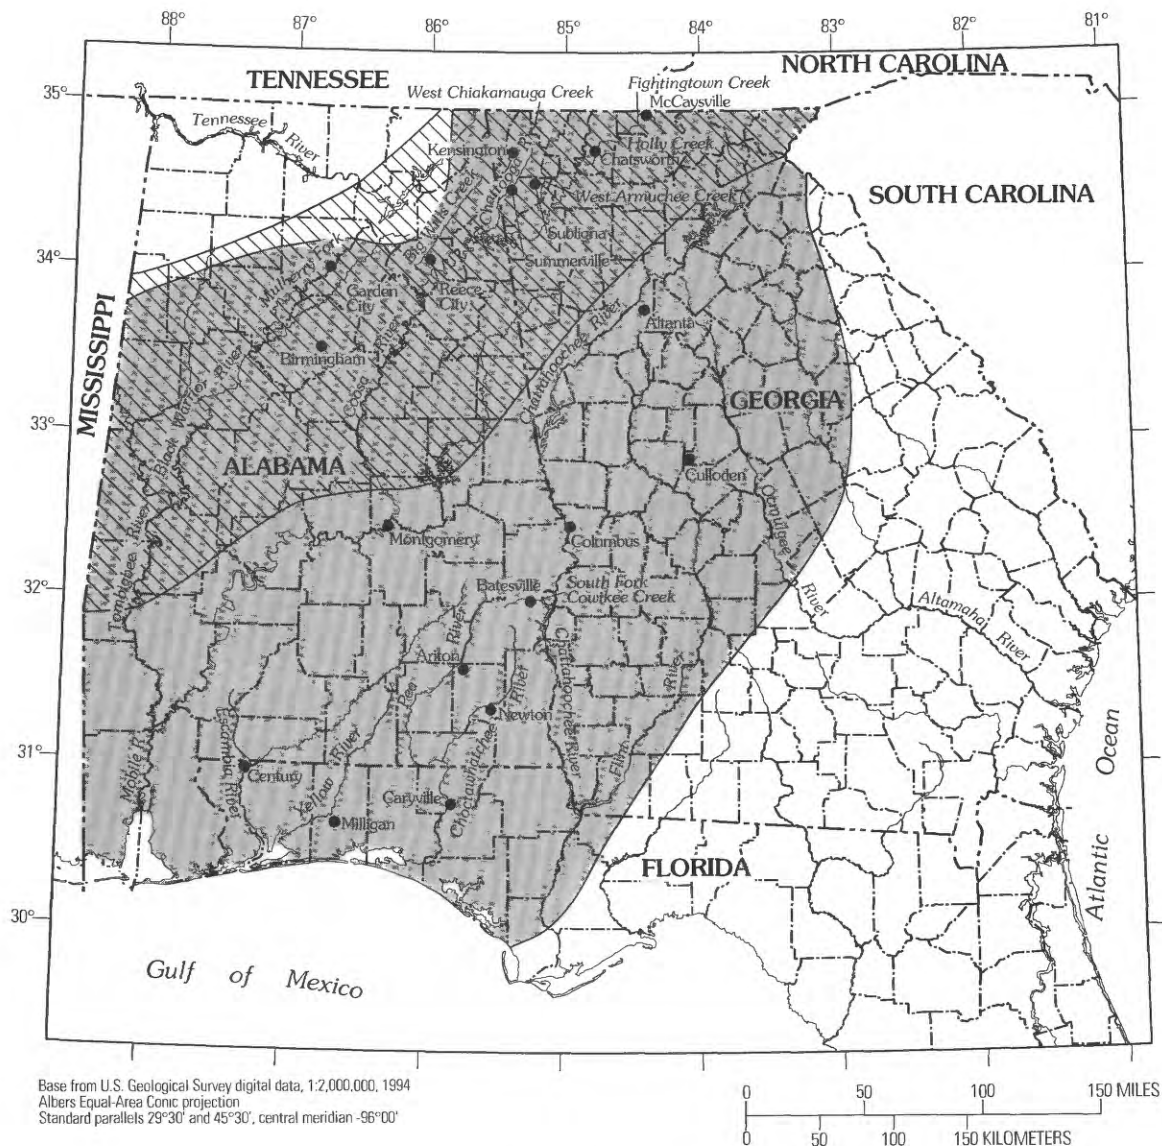 88° 87° 86° 85° 84° 83° 82° 81°
NORTH CAROLINA
TENNESSEE
Fightingtown Creek
West Chiakamauga Creek
McCaysville
35°
Tennessee
River
Kensington
Holly Creek
Chatsworth
SOUTH CAROLINA
West Armuchee Creek
Big Wills Creek
Chattooga R
Subligna
34°
Mulberry Fork
Summerville
Garden
City
Reece
City
MISSISSIPPI
River
Altanta
Birmingham
Chattahoochee
Coosa
River
GEORGIA
33°
Black Warrior River
ALABAMA
Culloden
Tombigbee River
Montgomery
Columbus
32°
Batesville
South Fork
Cowikee Creek
River
Altamaha River
Ariton
River
Pea
Chattahoochee River
River
Newton
River
Flint
31°
Mobile R
Escambia River
Century
Yellow River
Choctawhatchee
Caryville
Milligan
FLORIDA
30°
Atlantic Ocean
Gulf of Mexico
Base from U.S. Geological Survey digital data, 1:2,000,000, 1994
Albers Equal-Area Conic projection
Standard parallels 29°30' and 45°30', central meridian -96°00'
0 50 100 150 MILES
0 50 100 150 KILOMETERS